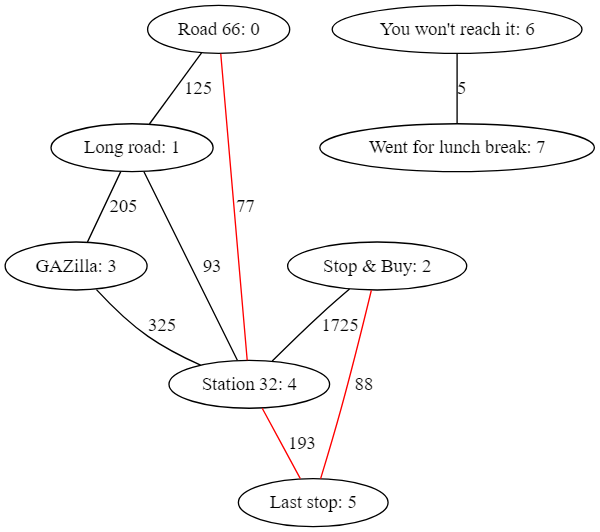 Road 66: 0
You won't reach it: 6
125
5
Long road: 1
Went for lunch break: 7
205
77
GAZilla: 3
93
Stop & Buy: 2
325
1725
Station 32: 4
88
193
Last stop: 5